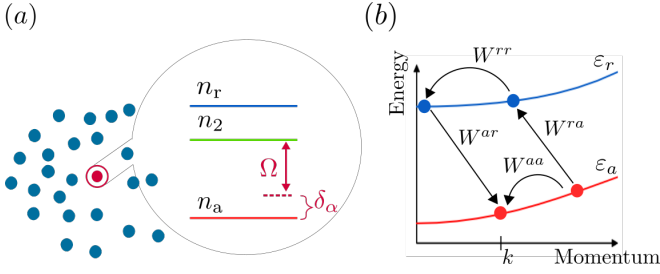 (a)
n_r
n_2
Ω
n_a
δ_α
(b)
Energy
W^{rr}
ε_r
W^{ar}
W^{ra}
W^{aa}
ε_a
k
Momentum